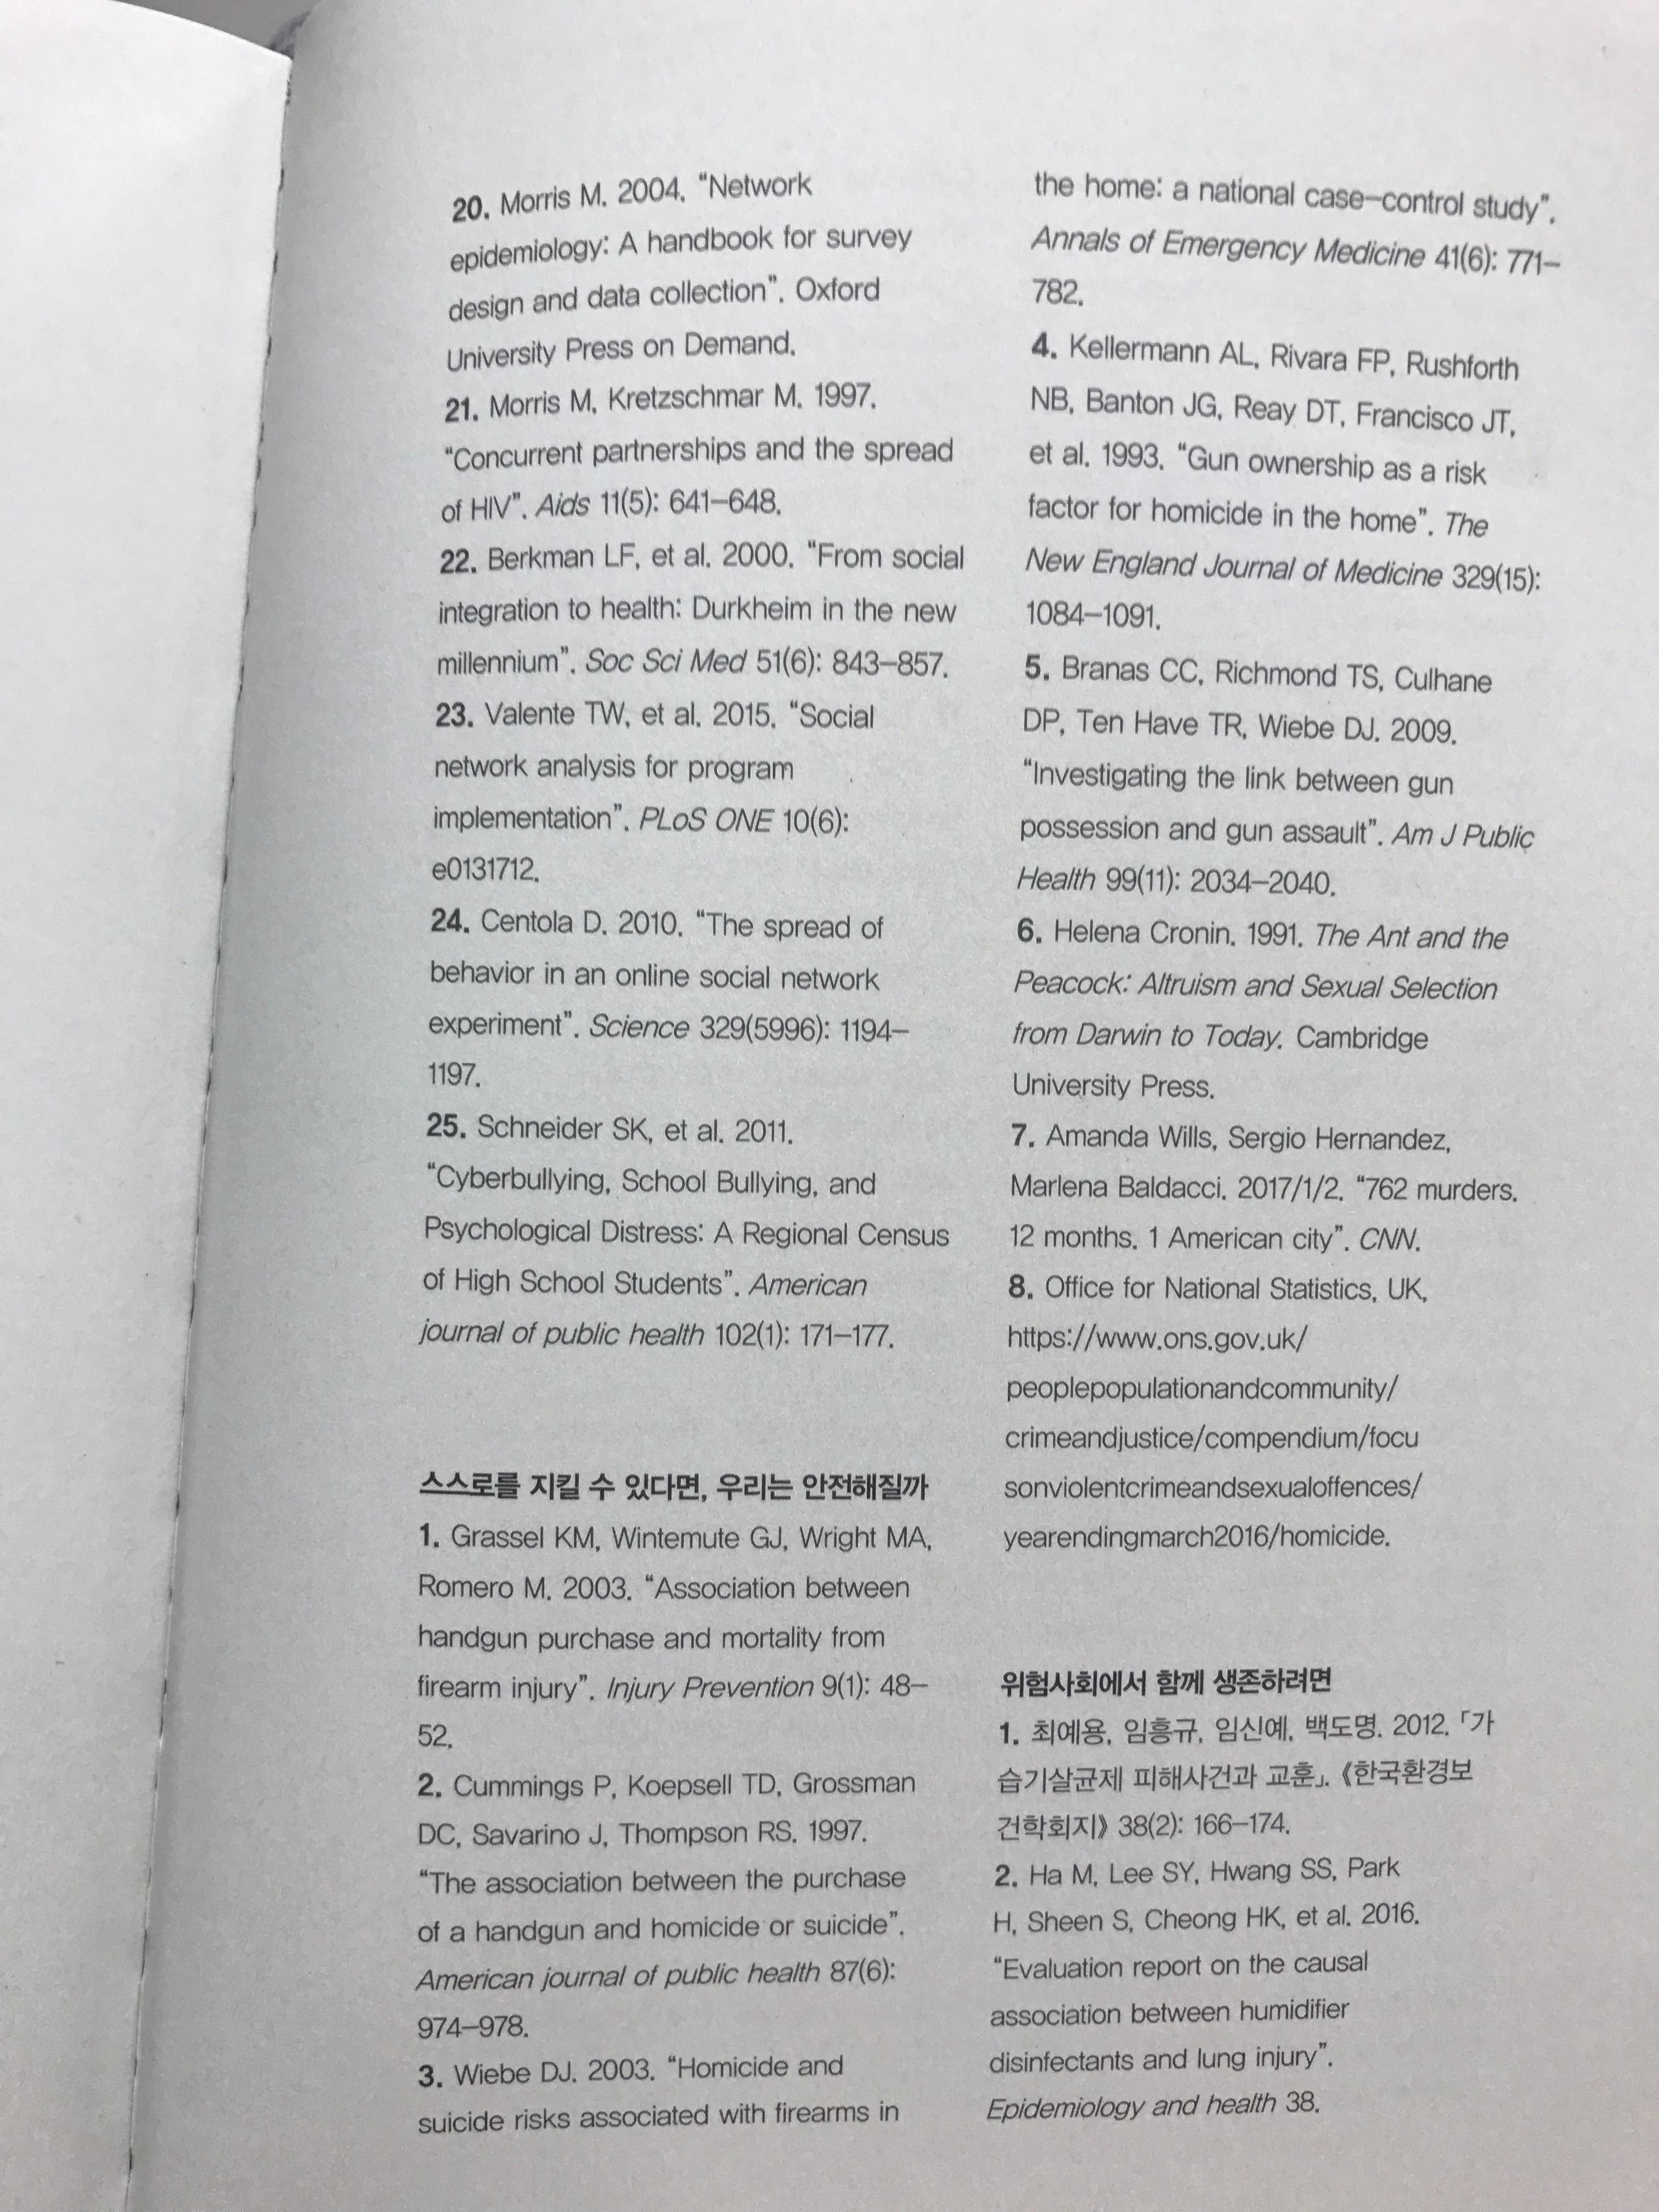 20. Morris M. 2004. “Network
epidemiology: A handbook for survey
design and data collection”. Oxford
University Press on Demand.
21. Morris M, Kretzschmar M. 1997.
“Concurrent partnerships and the spread
of HIV”. Aids 11(5): 641–648.
22. Berkman LF, et al. 2000. “From social
integration to health: Durkheim in the new
millennium”. Soc Sci Med 51(6): 843–857.
23. Valente TW, et al. 2015. “Social
network analysis for program
implementation”. PLoS ONE 10(6):
e0131712.
24. Centola D. 2010. “The spread of
behavior in an online social network
experiment”. Science 329(5996): 1194–
1197.
25. Schneider SK, et al. 2011.
“Cyberbullying, School Bullying, and
Psychological Distress: A Regional Census
of High School Students”. American
journal of public health 102(1): 171–177.
스스로를 지킬 수 있다면, 우리는 안전해질까
1. Grassel KM, Wintemute GJ, Wright MA,
Romero M. 2003. “Association between
handgun purchase and mortality from
firearm injury”. Injury Prevention 9(1): 48–
52.
2. Cummings P, Koepsell TD, Grossman
DC, Savarino J, Thompson RS. 1997.
“The association between the purchase
of a handgun and homicide or suicide”.
American journal of public health 87(6):
974–978.
3. Wiebe DJ. 2003. “Homicide and
suicide risks associated with firearms in
the home: a national case–control study”.
Annals of Emergency Medicine 41(6): 771–
782.
4. Kellermann AL, Rivara FP, Rushforth
NB, Banton JG, Reay DT, Francisco JT,
et al. 1993. “Gun ownership as a risk
factor for homicide in the home”. The
New England Journal of Medicine 329(15):
1084–1091.
5. Branas CC, Richmond TS, Culhane
DP, Ten Have TR, Wiebe DJ. 2009.
“Investigating the link between gun
possession and gun assault”. Am J Public
Health 99(11): 2034–2040.
6. Helena Cronin. 1991. The Ant and the
Peacock: Altruism and Sexual Selection
from Darwin to Today. Cambridge
University Press.
7. Amanda Wills, Sergio Hernandez,
Marlena Baldacci. 2017/1/2. “762 murders.
12 months. 1 American city”. CNN.
8. Office for National Statistics, UK,
https://www.ons.gov.uk/
peoplepopulationandcommunity/
crimeandjustice/compendium/focu
sonviolentcrimeandsexualoffences/
yearendingmarch2016/homicide.
위험사회에서 함께 생존하려면
1. 최예용, 임흥규, 임신예, 백도명. 2012. 「가
습기살균제 피해사건과 교훈」. 《한국환경보
건학회지》 38(2): 166–174.
2. Ha M, Lee SY, Hwang SS, Park
H, Sheen S, Cheong HK, et al. 2016.
“Evaluation report on the causal
association between humidifier
disinfectants and lung injury”.
Epidemiology and health 38.